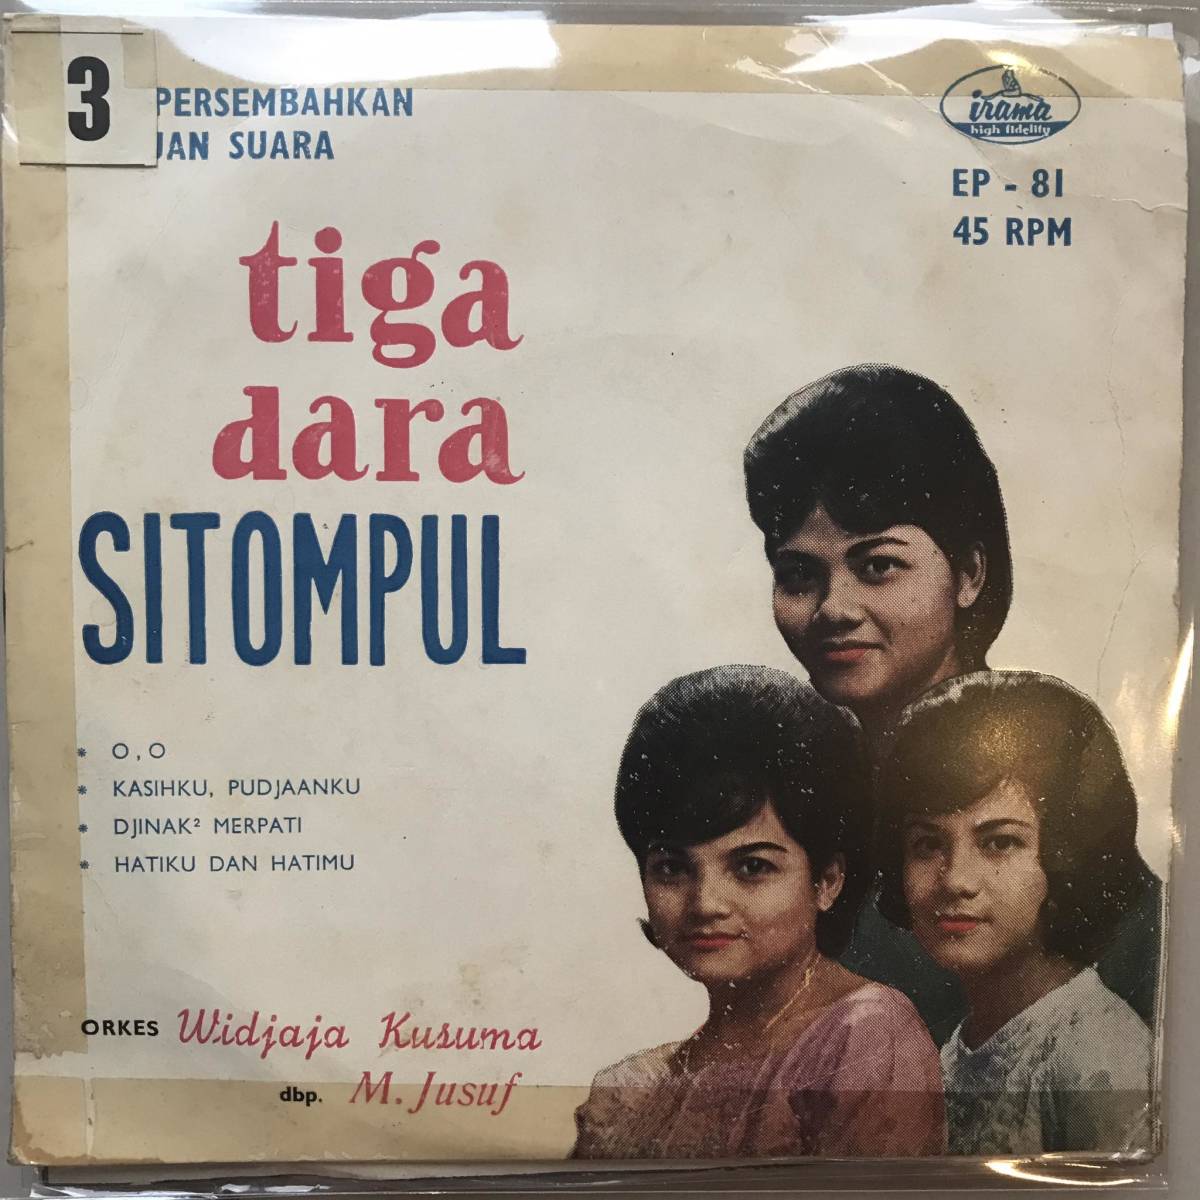 3
PERSEMBAHKAN
SUARA
irama
high fidelity
EP - 81
45 RPM
tiga
dara
SITOMPUL
* O, O
* KASIHKU, PUDJAANKU
* DJINAK² MERPATI
* HATIKU DAN HATIMU
ORKES Widjaja Kusuma
dbp. M. Jusuf